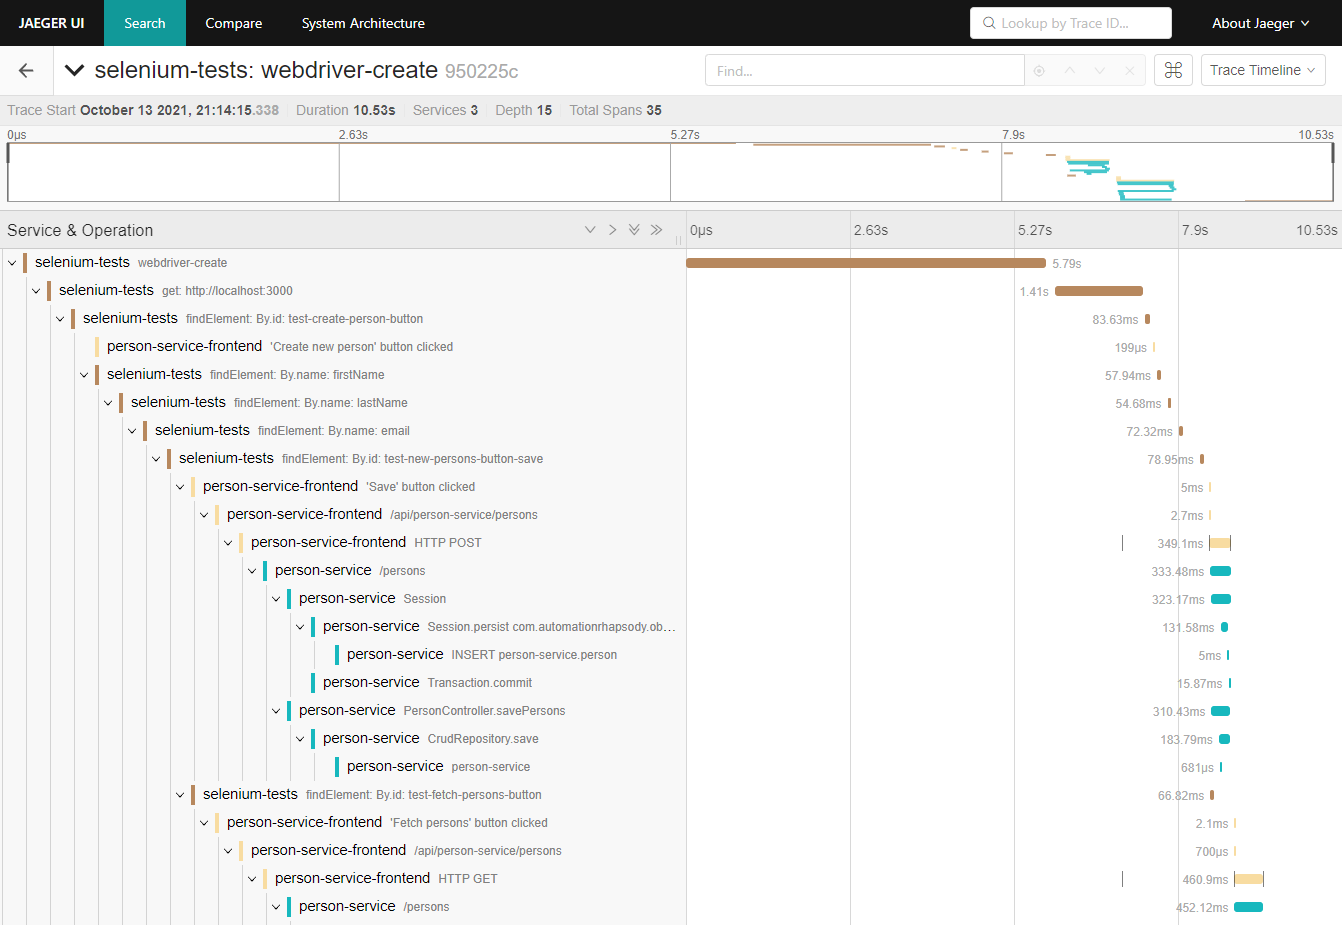 JAEGER UI Search Compare System Architecture Lookup by Trace ID... About Jaeger
selenium-tests: webdriver-create 950225c Find... Trace Timeline
Trace Start October 13 2021, 21:14:15.338 Duration 10.53s Services 3 Depth 15 Total Spans 35
0μs 2.63s 5.27s 7.9s 10.53s
Service & Operation 0μs 2.63s 5.27s 7.9s 10.53s
selenium-tests webdriver-create 5.79s
selenium-tests get: http://localhost:3000 1.41s
selenium-tests findElement: By.id: test-create-person-button 83.63ms
person-service-frontend 'Create new person' button clicked 199μs
selenium-tests findElement: By.name: firstName 57.94ms
selenium-tests findElement: By.name: lastName 54.68ms
selenium-tests findElement: By.name: email 72.32ms
selenium-tests findElement: By.id: test-new-persons-button-save 78.95ms
person-service-frontend 'Save' button clicked 5ms
person-service-frontend /api/person-service/persons 2.7ms
person-service-frontend HTTP POST 349.1ms
person-service /persons 333.48ms
person-service Session 323.17ms
person-service Session.persist com.automationrhapsody.ob... 131.58ms
person-service INSERT person-service.person 5ms
person-service Transaction.commit 15.87ms
person-service PersonController.savePersons 310.43ms
person-service CrudRepository.save 183.79ms
person-service person-service 681μs
selenium-tests findElement: By.id: test-fetch-persons-button 66.82ms
person-service-frontend 'Fetch persons' button clicked 2.1ms
person-service-frontend /api/person-service/persons 700μs
person-service-frontend HTTP GET 460.9ms
person-service /persons 452.12ms